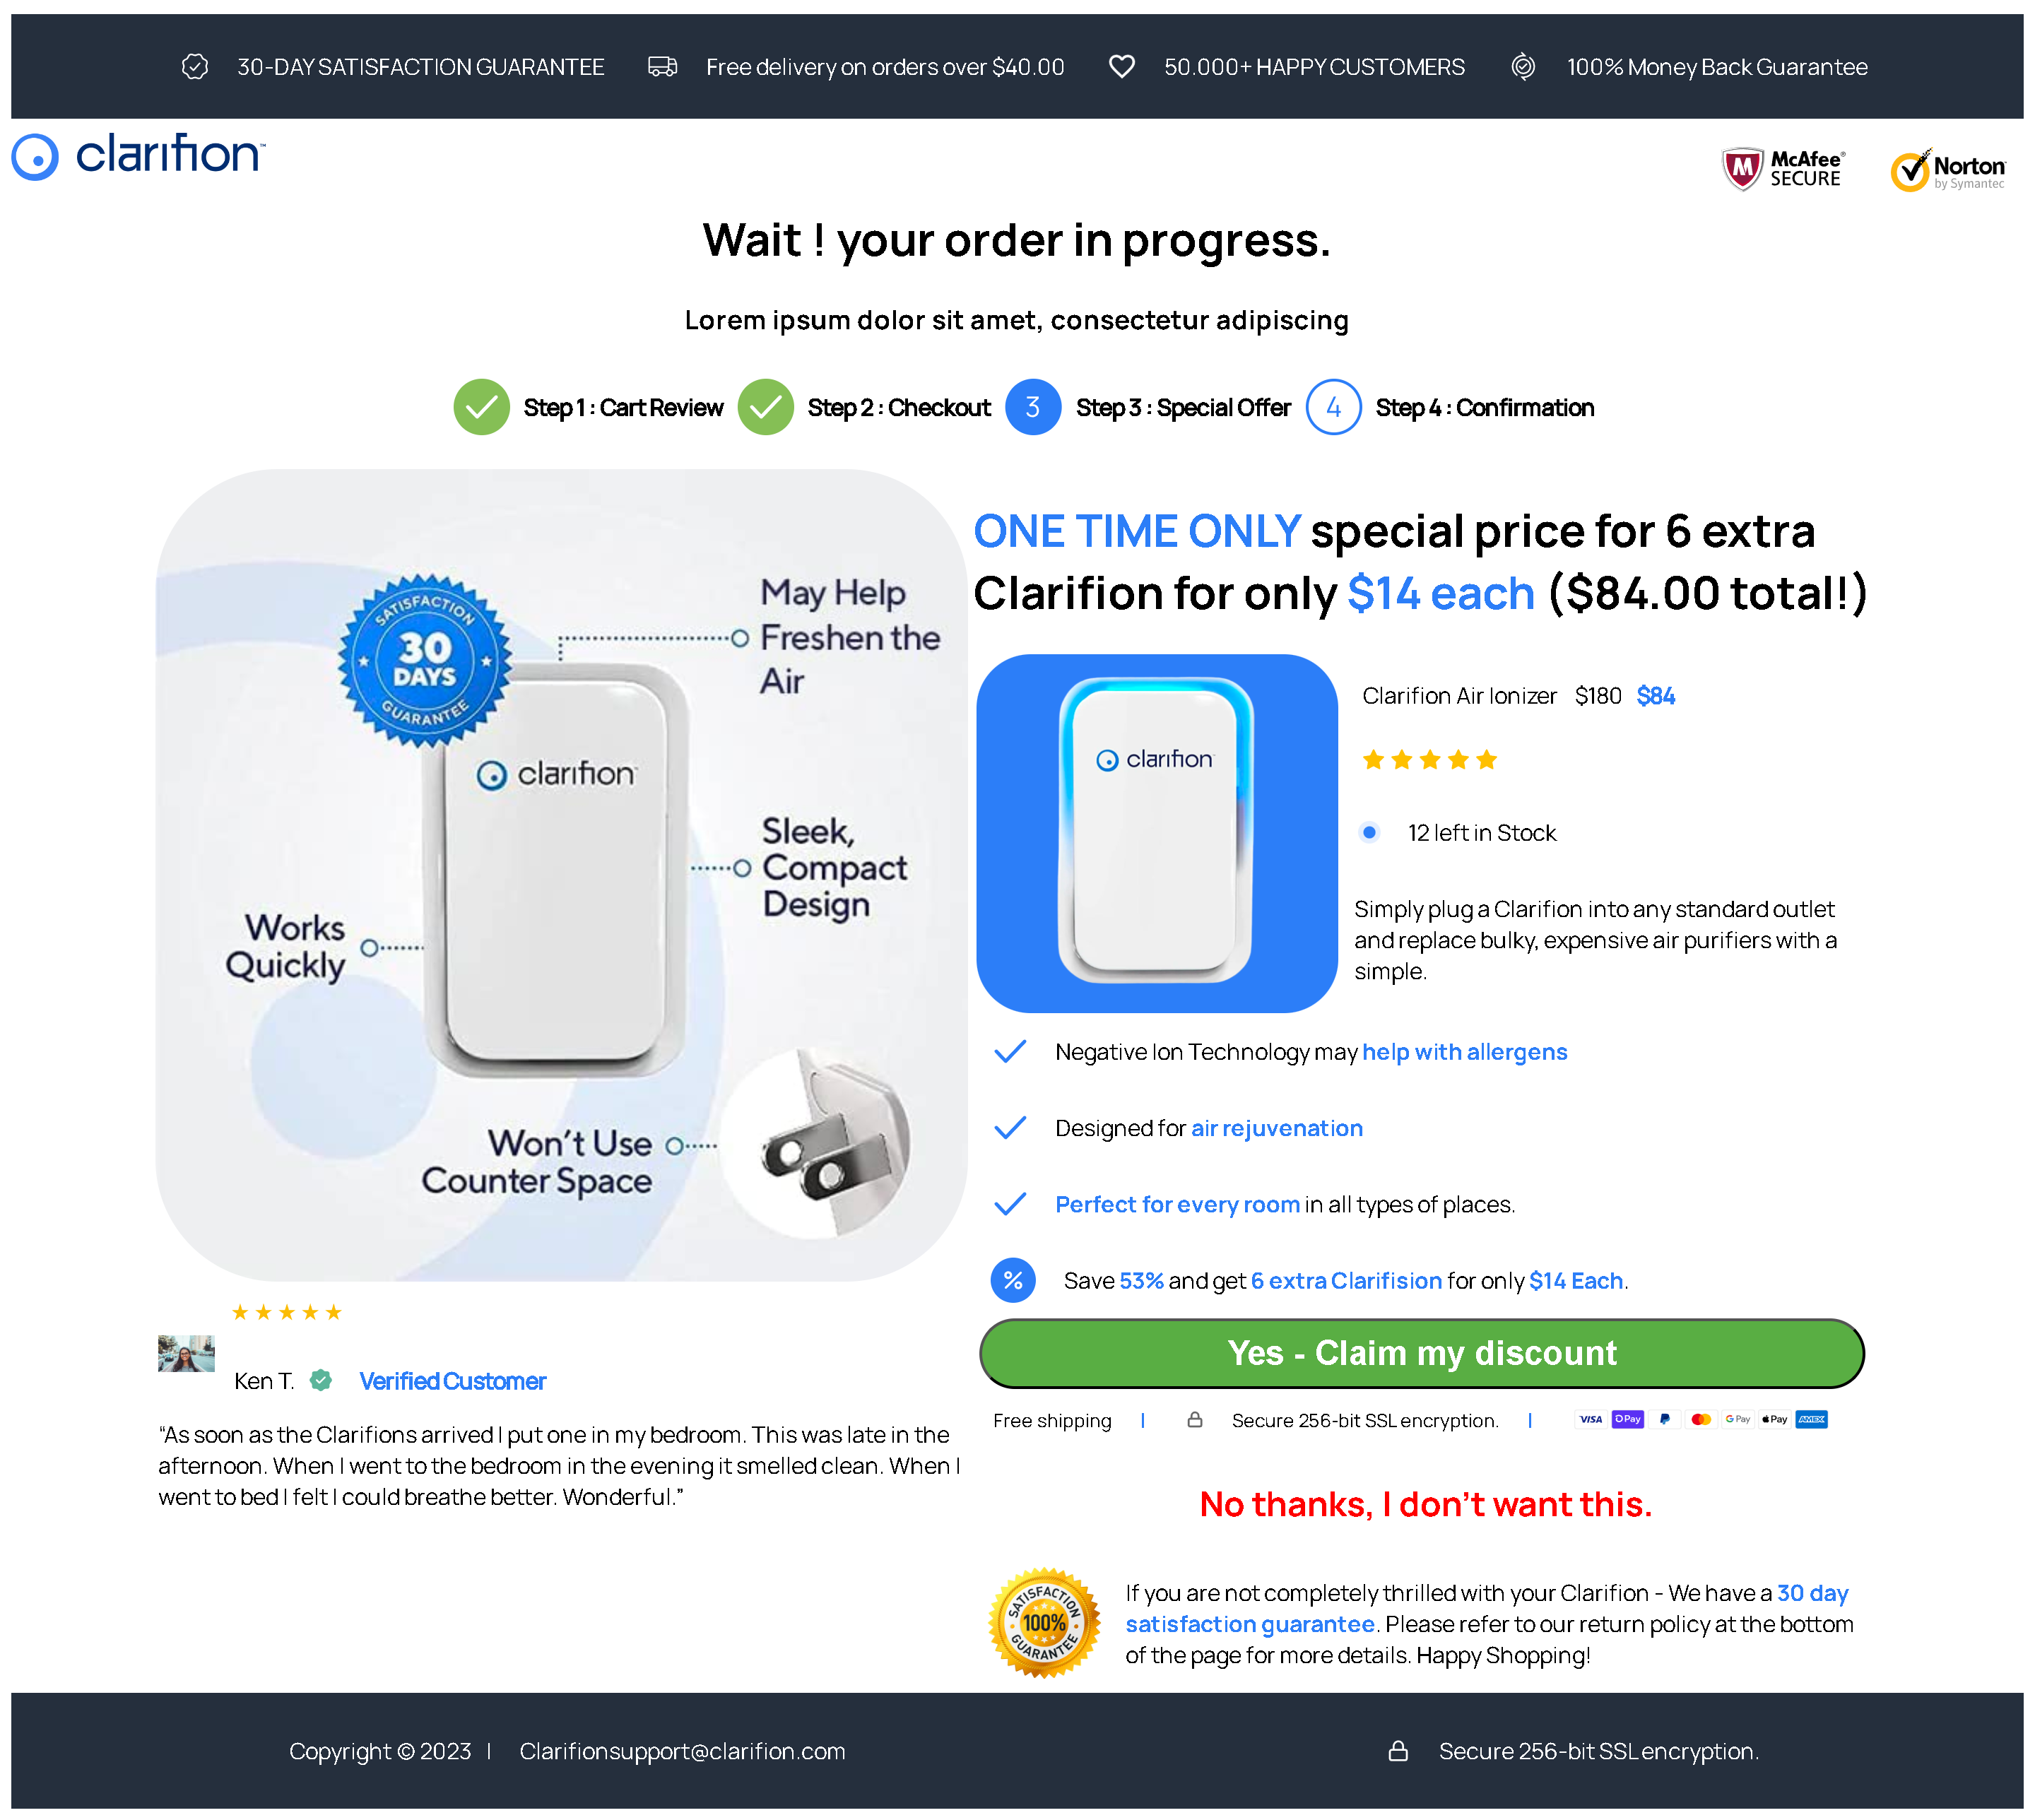 30-DAY SATISFACTION GUARANTEE
Free delivery on orders over $40.00
50.000+ HAPPY CUSTOMERS
100% Money Back Guarantee
clarifion™
McAfee®
SECURE
Norton
by Symantec
Wait ! your order in progress.
Lorem ipsum dolor sit amet, consectetur adipiscing
Step 1 : Cart Review
Step 2 : Checkout
3
Step 3 : Special Offer
4
Step 4 : Confirmation
SATISFACTION
30
DAYS
GUARANTEE
May Help
Freshen the
Air
clarifion
Sleek,
Compact
Design
Works
Quickly
Won't Use
Counter Space
★ ★ ★ ★ ★
Ken T.
Verified Customer
“As soon as the Clarifions arrived I put one in my bedroom. This was late in the
afternoon. When I went to the bedroom in the evening it smelled clean. When I
went to bed I felt I could breathe better. Wonderful.”
ONE TIME ONLY special price for 6 extra
Clarifion for only $14 each ($84.00 total!)
clarifion
Clarifion Air Ionizer $180 $84
12 left in Stock
Simply plug a Clarifion into any standard outlet
and replace bulky, expensive air purifiers with a
simple.
Negative Ion Technology may help with allergens
Designed for air rejuvenation
Perfect for every room in all types of places.
%
Save 53% and get 6 extra Clarifision for only $14 Each.
Yes - Claim my discount
Free shipping |
Secure 256-bit SSL encryption. |
VISA
OPay
G Pay
Pay
AMEX
No thanks, I don’t want this.
SATISFACTION
100%
GUARANTEE
If you are not completely thrilled with your Clarifion - We have a 30 day
satisfaction guarantee. Please refer to our return policy at the bottom
of the page for more details. Happy Shopping!
Copyright © 2023 |
Clarifionsupport@clarifion.com
Secure 256-bit SSL encryption.